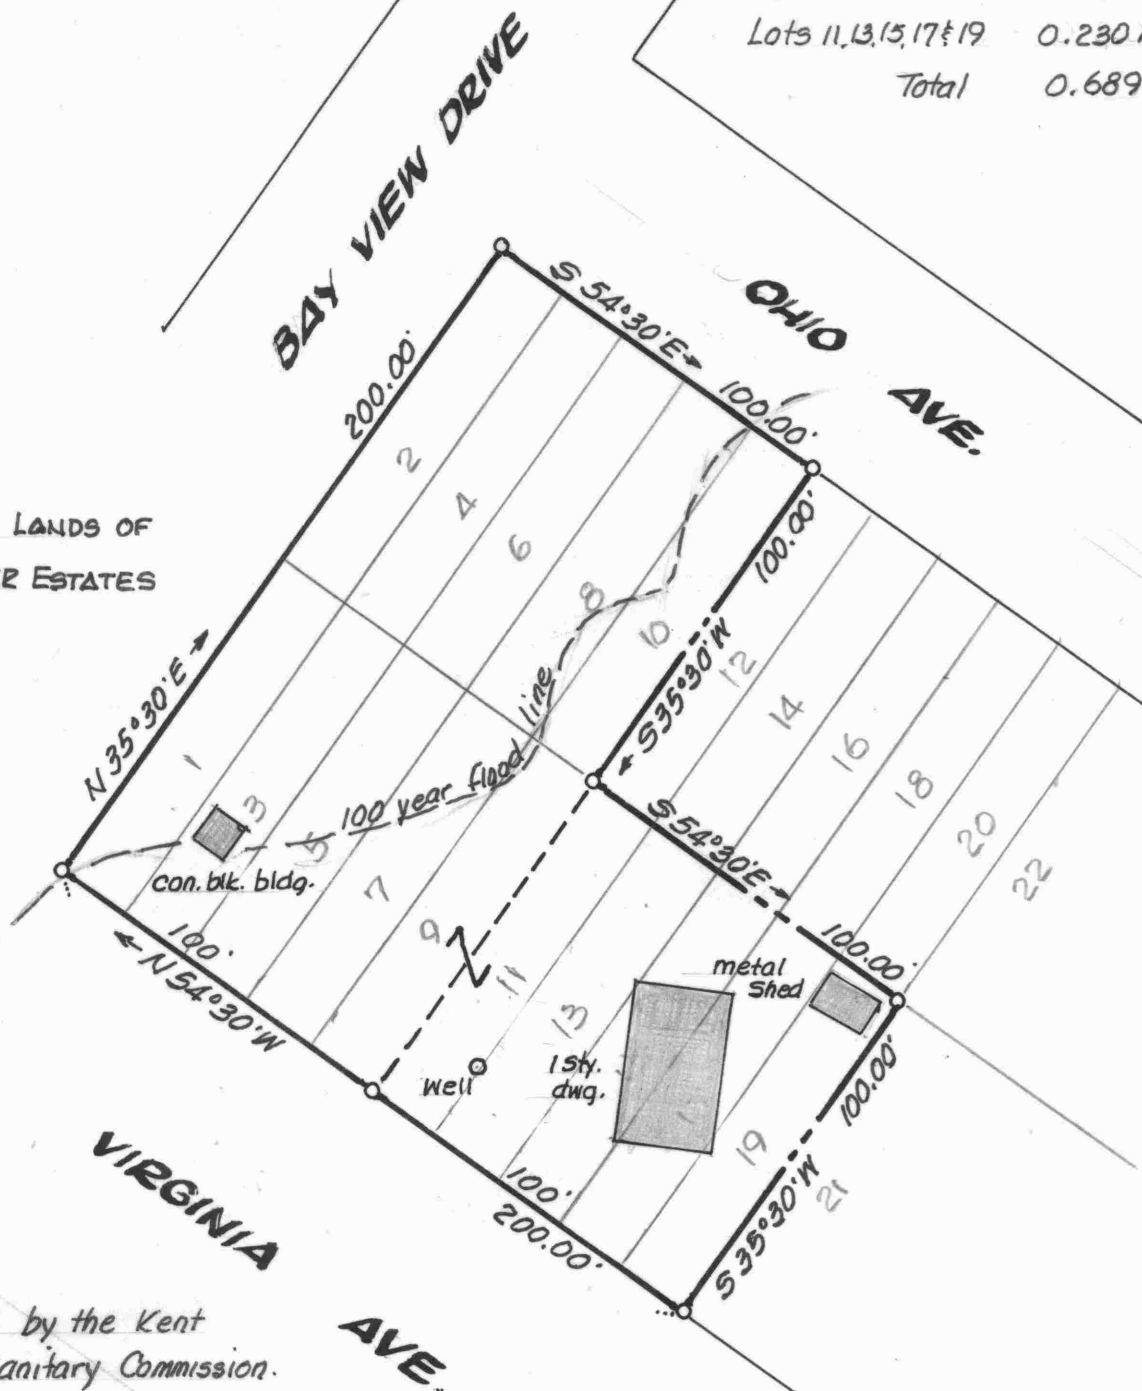 Lots 11,13,15,17&19 0.230
Total 0.689
BAY VIEW DRIVE
OHIO AVE.
S 54°30'E
100.00'
200.00'
2
4
6
8
10
12
14
16
18
20
22
100.00'
S 35°30'W
LANDS OF
ESTATES
N 35°30'E
1
3
5
7
9
11
13
19
21
100 year flood line
con. blk. bldg.
S 54°30'E
100.00'
metal
Shed
100'
N 54°30'W
well
1 sty.
dwg.
100.00'
S 35°30'W
100'
200.00'
VIRGINIA
AVE.
by the Kent
anitary Commission.